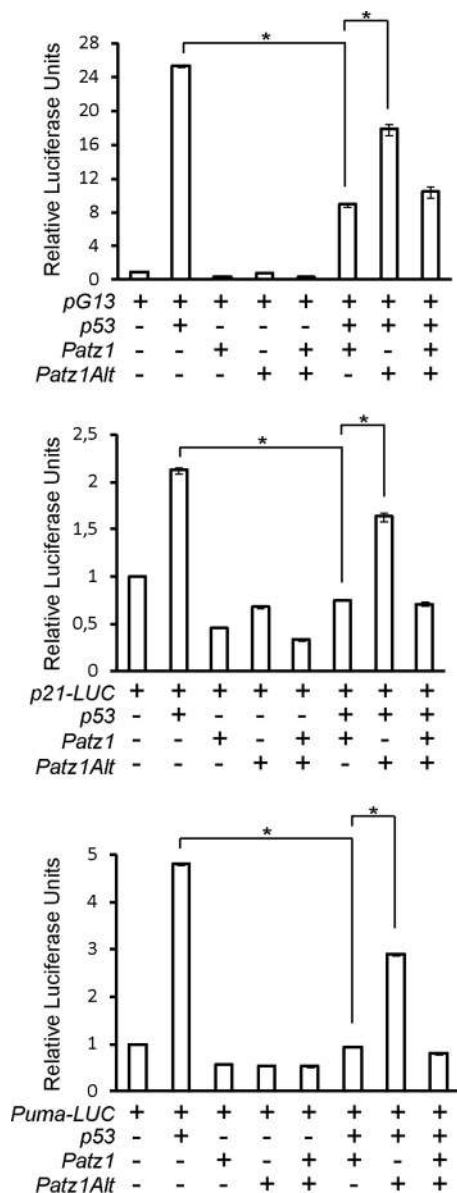 28
24
20
16
12
8
4
0
Relative Luciferase Units
* *
pG13 + + + + + + + +
p53 - + - - - + + +
Patz1 - - + - + + - +
Patz1Alt - - - + + - + +
2,5
2
1,5
1
0,5
0
Relative Luciferase Units
* *
p21-LUC + + + + + + + +
p53 - + - - - + + +
Patz1 - - + - + + - +
Patz1Alt - - - + + - + +
5
4
3
2
1
0
Relative Luciferase Units
* *
Puma-LUC + + + + + + + +
p53 - + - - - + + +
Patz1 - - + - + + - +
Patz1Alt - - - + + - + +